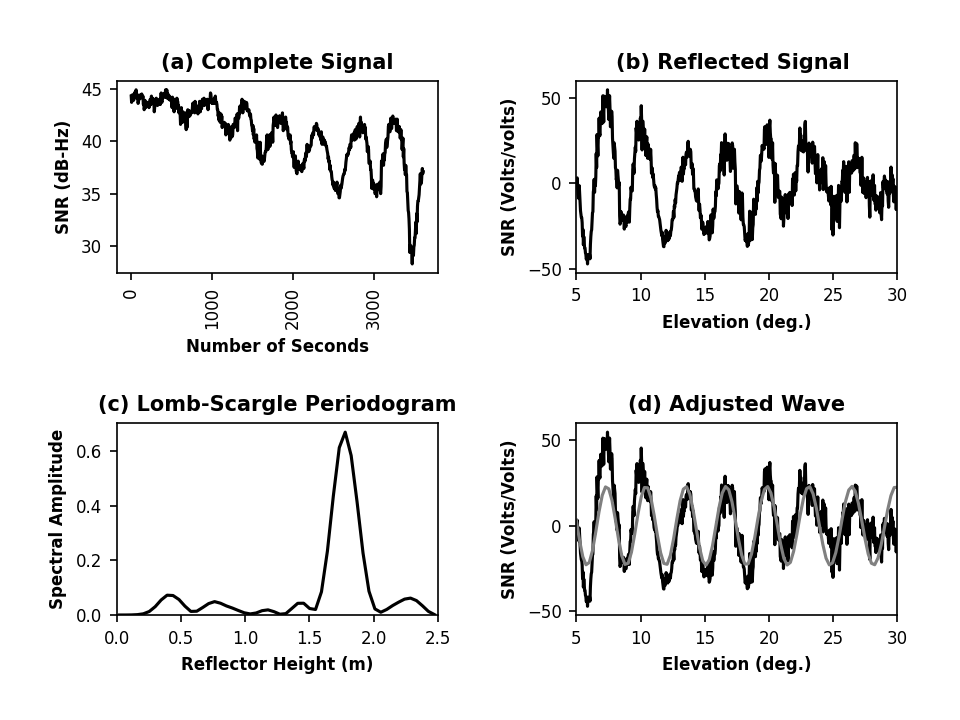 (a) Complete Signal
SNR (dB-Hz)
45
40
35
30
0
1000
2000
3000
Number of Seconds
(b) Reflected Signal
SNR (Volts/volts)
50
0
−50
5 10 15 20 25 30
Elevation (deg.)
(c) Lomb-Scargle Periodogram
Spectral Amplitude
0.6
0.4
0.2
0.0
0.0 0.5 1.0 1.5 2.0 2.5
Reflector Height (m)
(d) Adjusted Wave
SNR (Volts/Volts)
50
0
−50
5 10 15 20 25 30
Elevation (deg.)